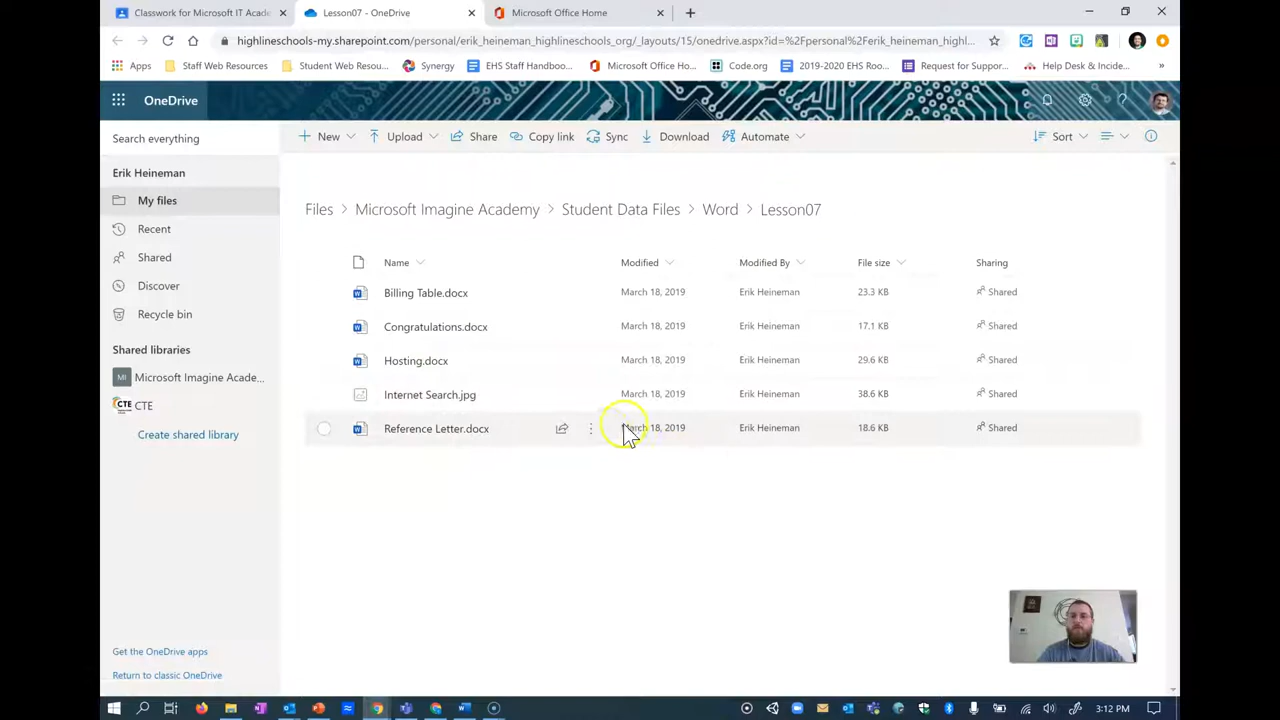 Classwork for Microsoft IT Acade
Lesson07 - OneDrive
Microsoft Office Home
highlineschools-my.sharepoint.com/personal/erik_heineman_highlineschools_org/_layouts/15/onedrive.aspx?id=%2Fpersonal%2Ferik_heineman_highl...
Apps
Staff Web Resources
Student Web Resou...
Synergy
EHS Staff Handboo...
Microsoft Office Ho...
Code.org
2019-2020 EHS Roo...
Request for Suppor...
Help Desk & Inciden...
OneDrive
Search everything
New
Upload
Share
Copy link
Sync
Download
Automate
Sort
Erik Heineman
My files
Recent
Shared
Discover
Recycle bin
Shared libraries
MI Microsoft Imagine Acade...
CTE CTE
Create shared library
Files > Microsoft Imagine Academy > Student Data Files > Word > Lesson07
Name Modified Modified By File size Sharing
Billing Table.docx March 18, 2019 Erik Heineman 23.3 KB Shared
Congratulations.docx March 18, 2019 Erik Heineman 17.1 KB Shared
Hosting.docx March 18, 2019 Erik Heineman 29.6 KB Shared
Internet Search.jpg March 18, 2019 Erik Heineman 38.6 KB Shared
Reference Letter.docx March 18, 2019 Erik Heineman 18.6 KB Shared
Get the OneDrive apps
Return to classic OneDrive
3:12 PM